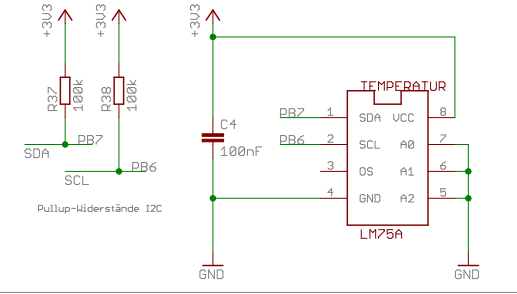 +3V3
+3V3
+3V3
R37
100k
R38
100k
PB7
SDA
PB6
SCL
Pullup-Widerstände I2C
C4
100nF
GND
TEMPERATUR
PB7 1 SDA VCC 8
PB6 2 SCL A0 7
3 OS A1 6
4 GND A2 5
LM75A
GND